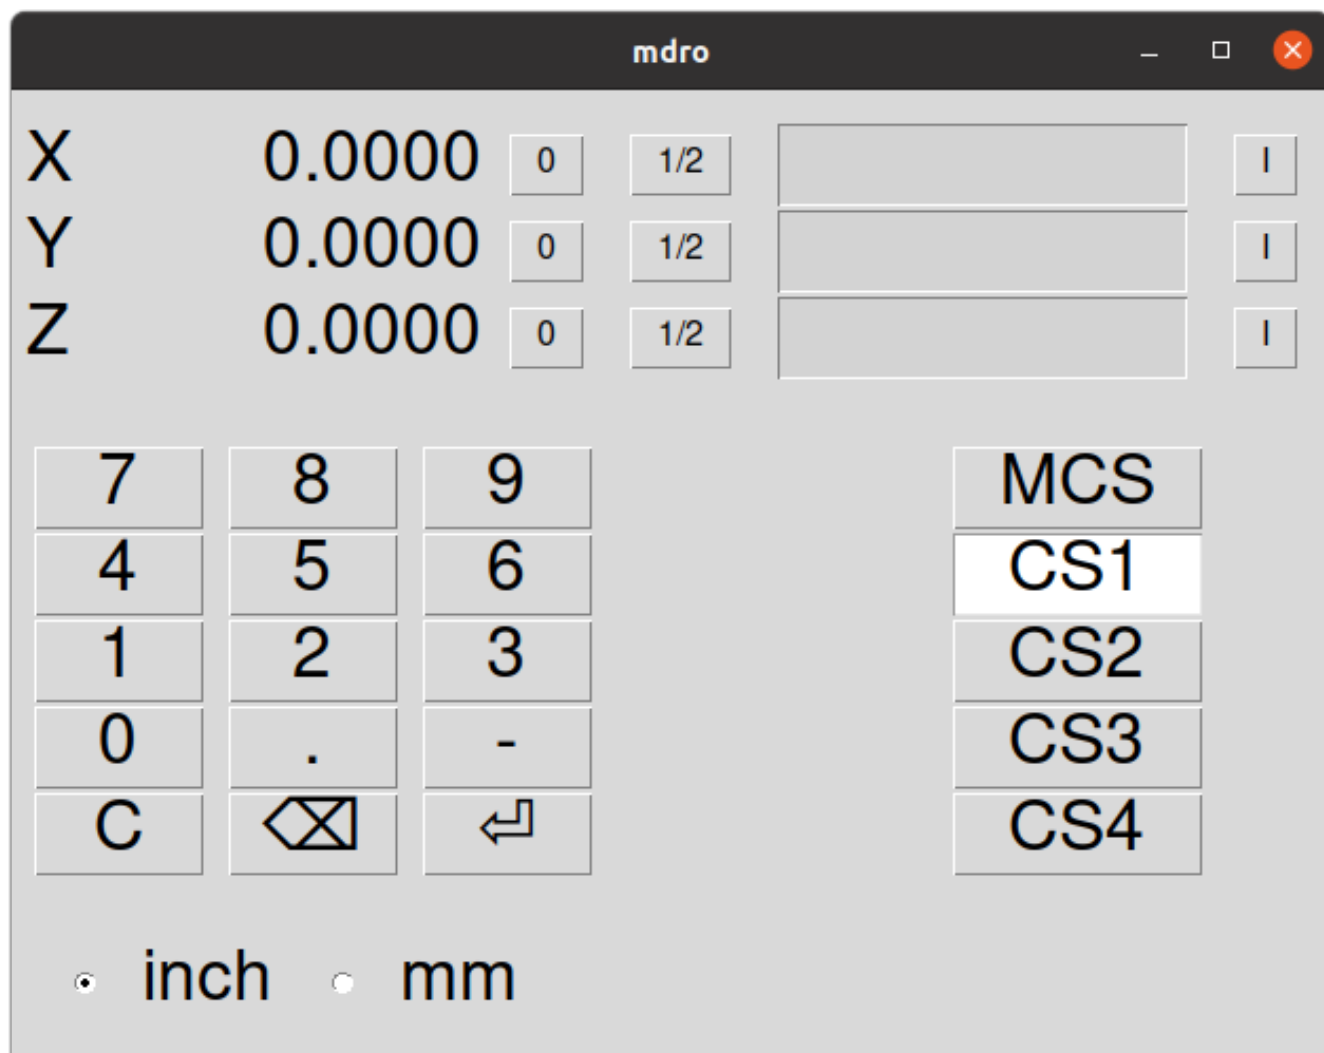 mdro
X 0.0000 0 1/2 I
Y 0.0000 0 1/2 I
Z 0.0000 0 1/2 I
7 8 9 MCS
4 5 6 CS1
1 2 3 CS2
0 . - CS3
C ⌫ ⏎ CS4
inch mm